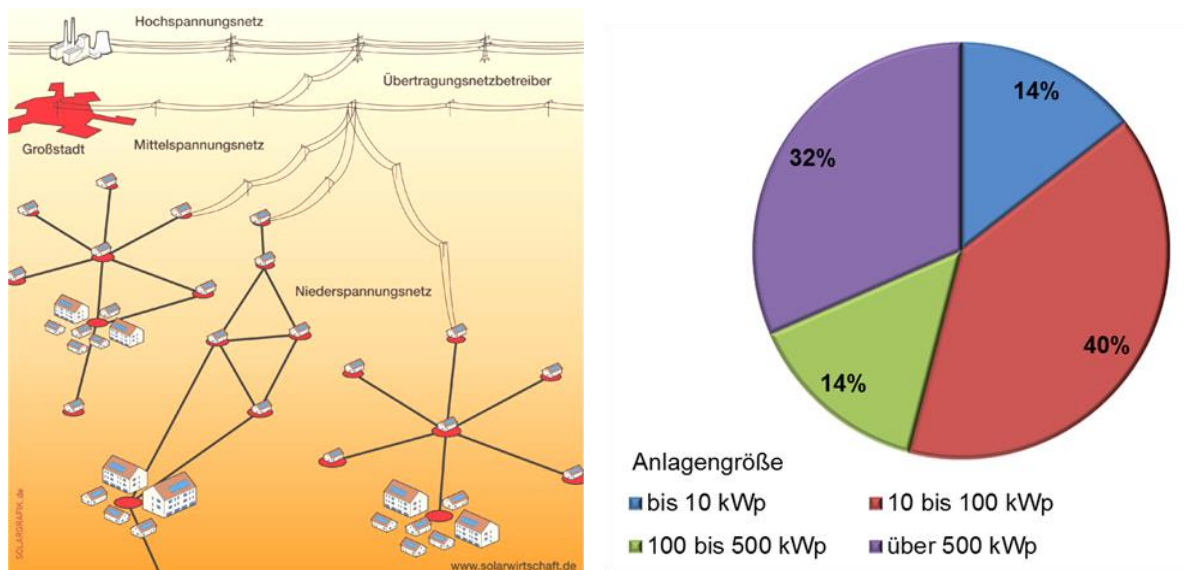 Hochspannungsnetz
Übertragungsnetzbetreiber
Großstadt
Mittelspannungsnetz
Niederspannungsnetz
SOLARGRAFIK.de
www.solarwirtschaft.de
14%
32%
40%
14%
Anlagengröße
bis 10 kWp
10 bis 100 kWp
100 bis 500 kWp
über 500 kWp